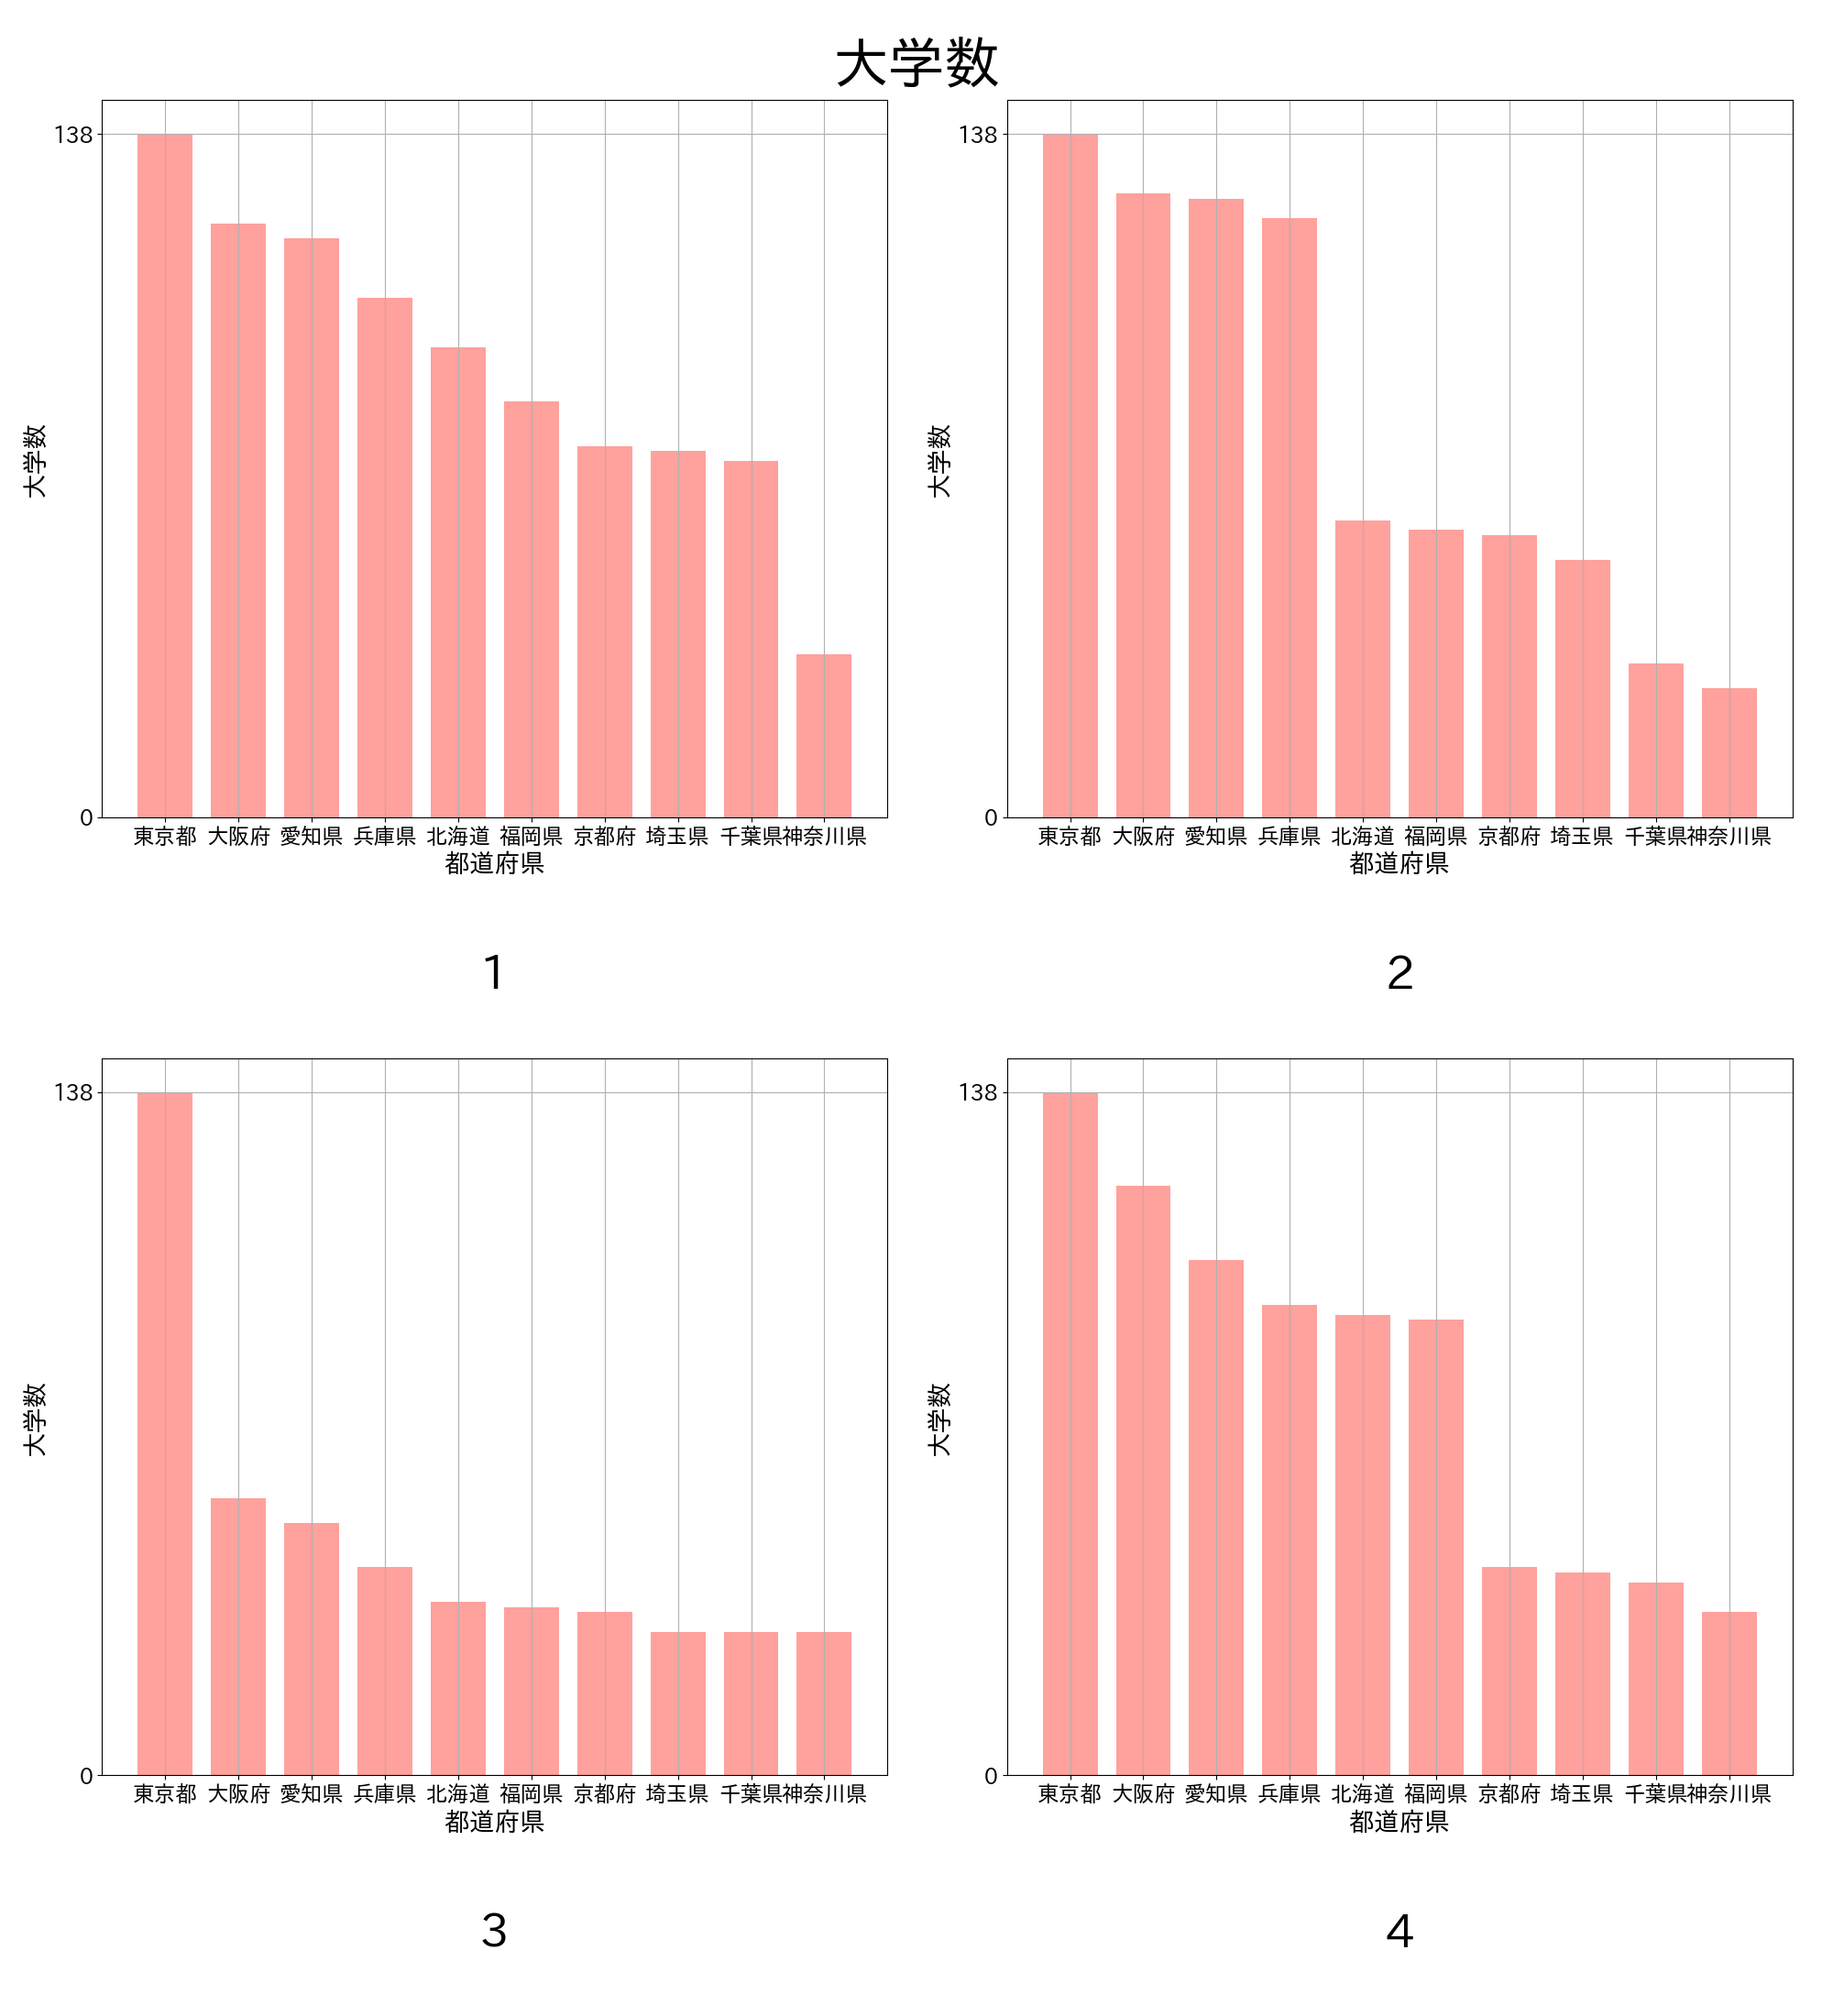 大学数
138
0
大学数
東京都 大阪府 愛知県 兵庫県 北海道 福岡県 京都府 埼玉県 千葉県 神奈川県
都道府県
1
138
0
大学数
東京都 大阪府 愛知県 兵庫県 北海道 福岡県 京都府 埼玉県 千葉県 神奈川県
都道府県
2
138
0
大学数
東京都 大阪府 愛知県 兵庫県 北海道 福岡県 京都府 埼玉県 千葉県 神奈川県
都道府県
3
138
0
大学数
東京都 大阪府 愛知県 兵庫県 北海道 福岡県 京都府 埼玉県 千葉県 神奈川県
都道府県
4